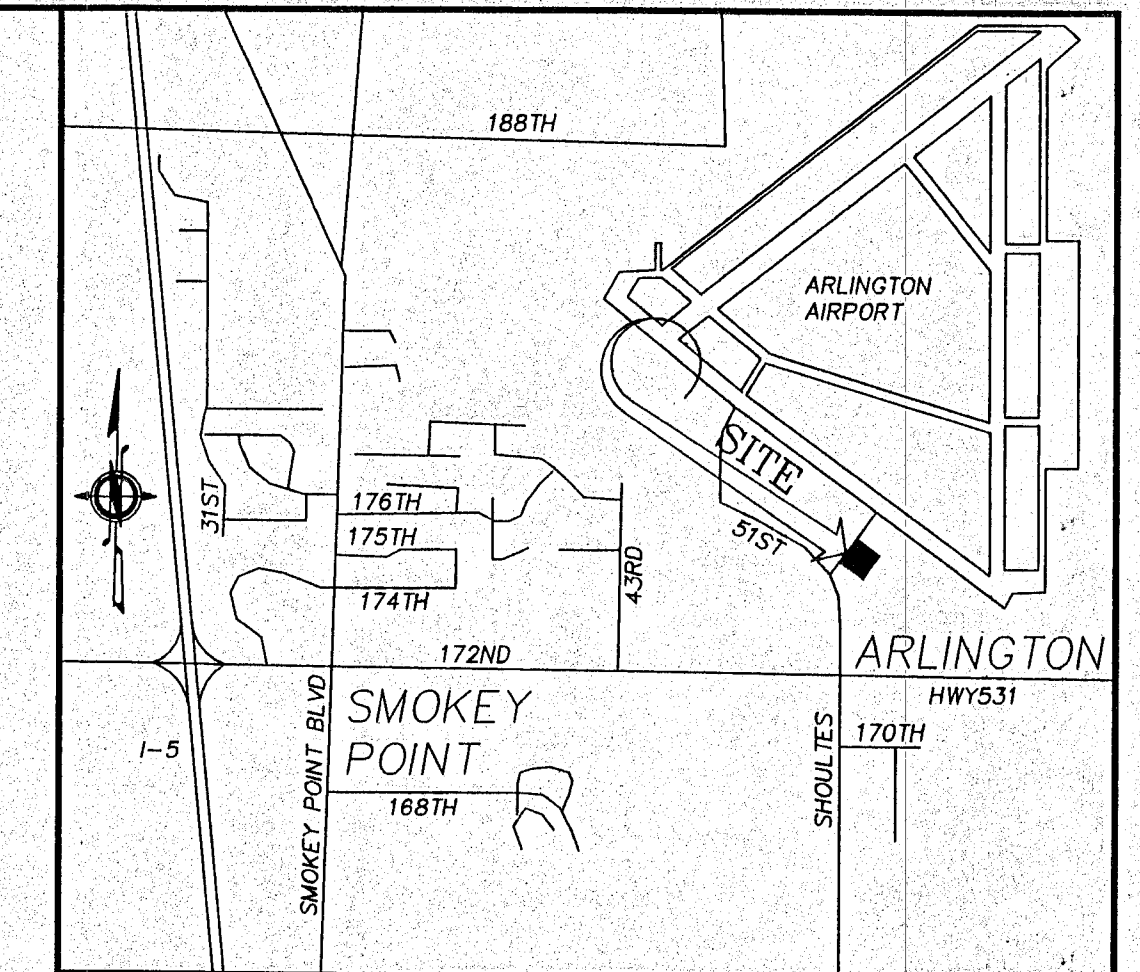 188TH
ARLINGTON
AIRPORT
SITE
31ST
176TH
175TH
51ST
43RD
174TH
172ND
ARLINGTON
HWY531
SMOKEY POINT BLVD
SMOKEY
POINT
I-5
SHOULTES
170TH
168TH